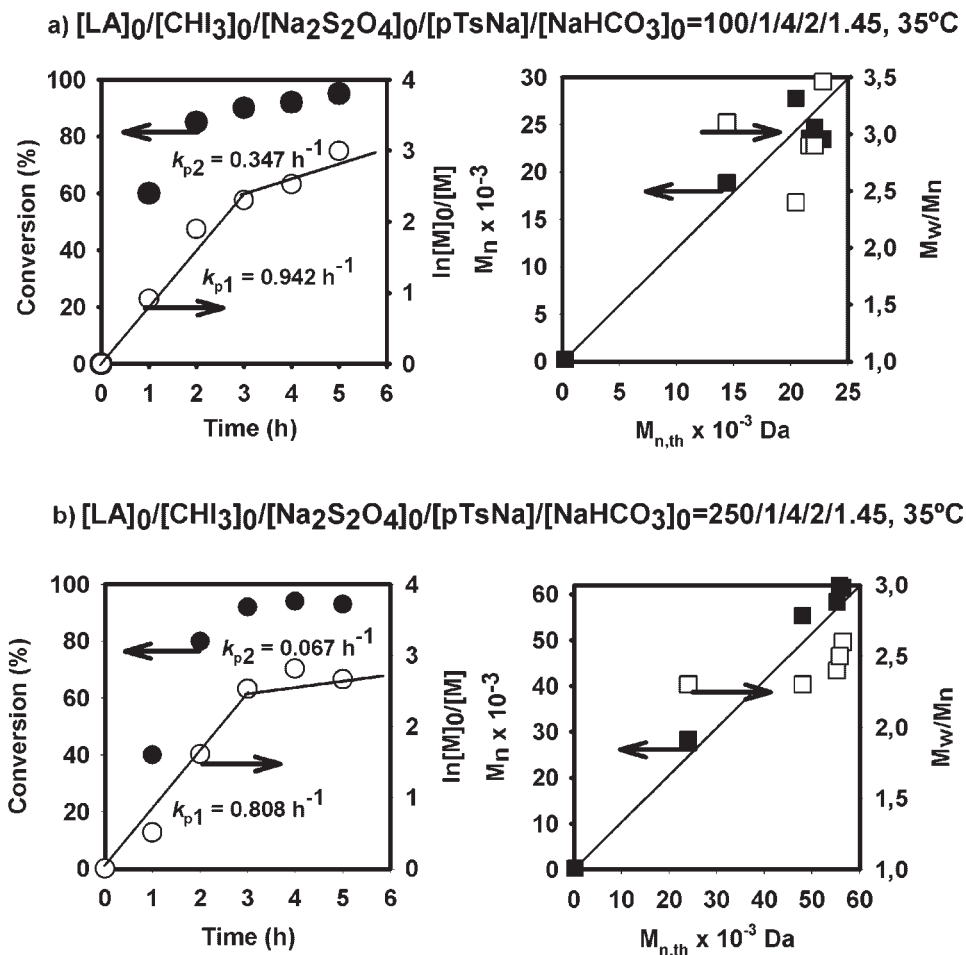 a) [LA]0/[CHI3]0/[Na2S2O4]0/[pTsNa]/[NaHCO3]0=100/1/4/2/1.45, 35ºC
Conversion (%)
100
80
60
40
20
0
0 1 2 3 4 5 6
Time (h)
kp2 = 0.347 h-1
kp1 = 0.942 h-1
4
3
2
1
0
ln[M]0/[M]
Mn x 10-3
30
25
20
15
10
5
0
0 5 10 15 20 25
Mn,th x 10-3 Da
3,5
3,0
2,5
2,0
1,5
1,0
Mw/Mn
b) [LA]0/[CHI3]0/[Na2S2O4]0/[pTsNa]/[NaHCO3]0=250/1/4/2/1.45, 35ºC
Conversion (%)
100
80
60
40
20
0
0 1 2 3 4 5 6
Time (h)
kp2 = 0.067 h-1
kp1 = 0.808 h-1
4
3
2
1
0
ln[M]0/[M]
Mn x 10-3
60
50
40
30
20
10
0
0 10 20 30 40 50 60
Mn,th x 10-3 Da
3,0
2,5
2,0
1,5
1,0
Mw/Mn